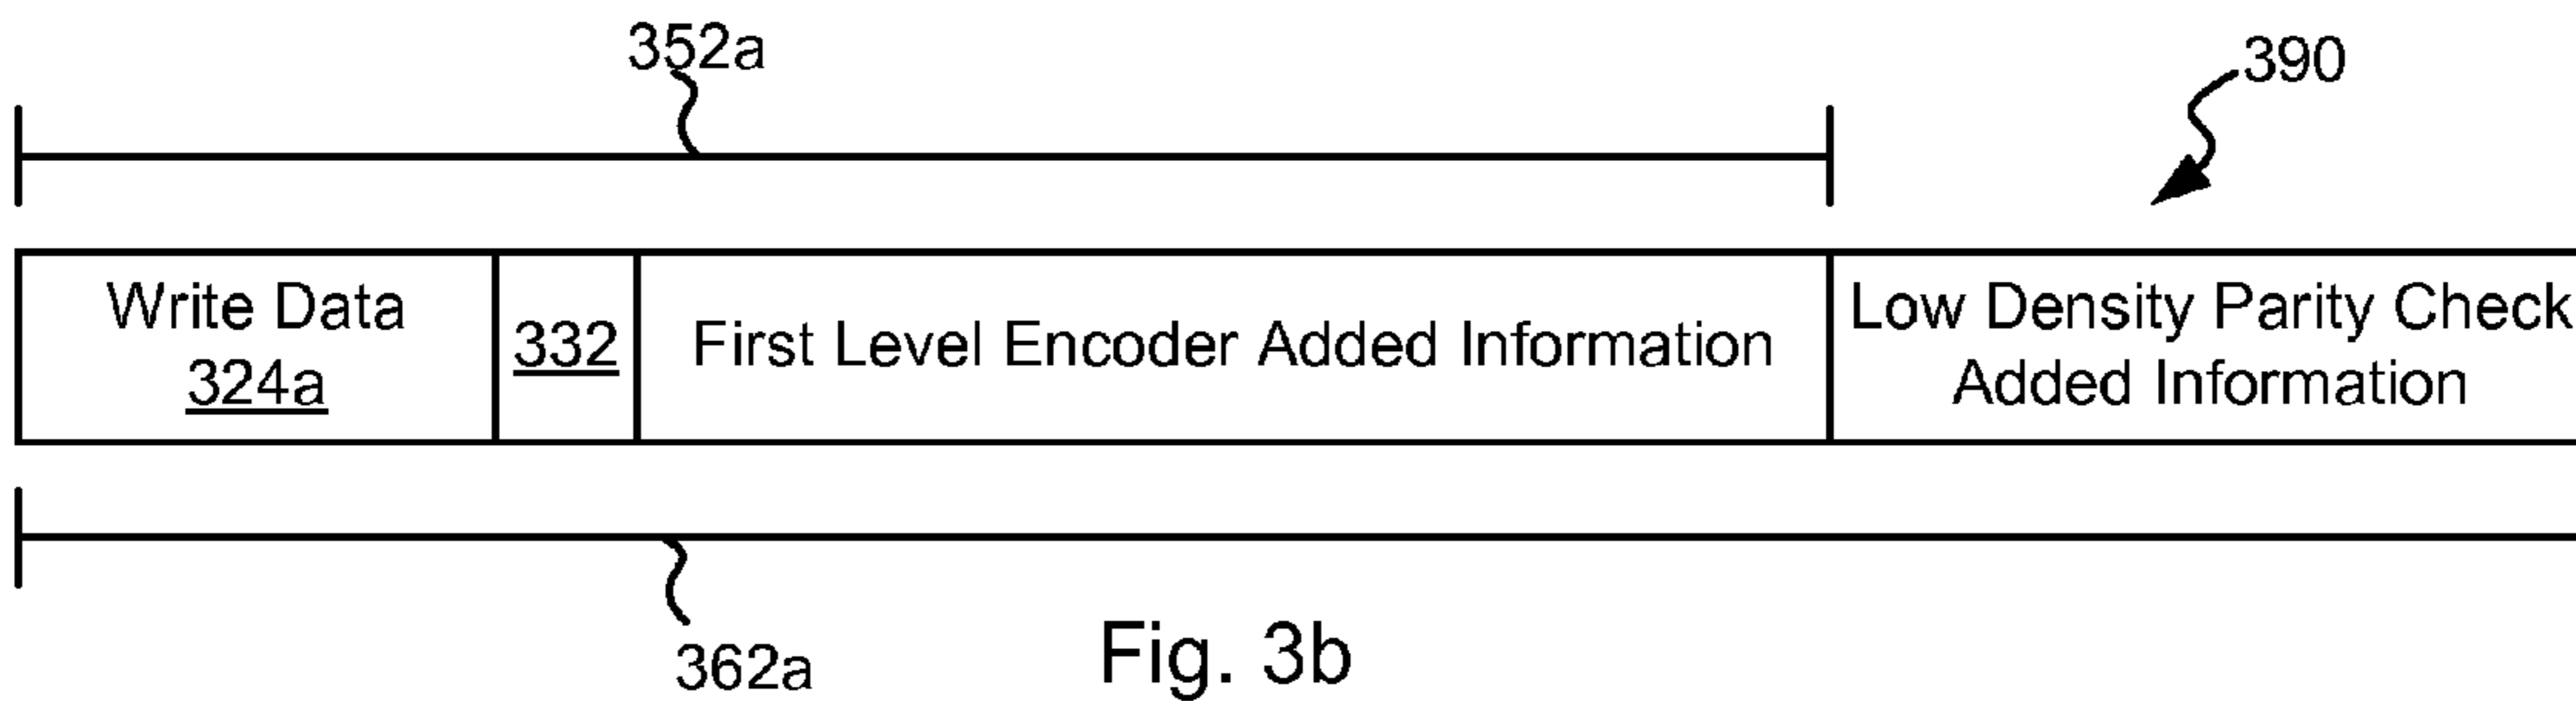 352a
390
Write Data
324a
332
First Level Encoder Added Information
Low Density Parity Check
Added Information
362a
Fig. 3b